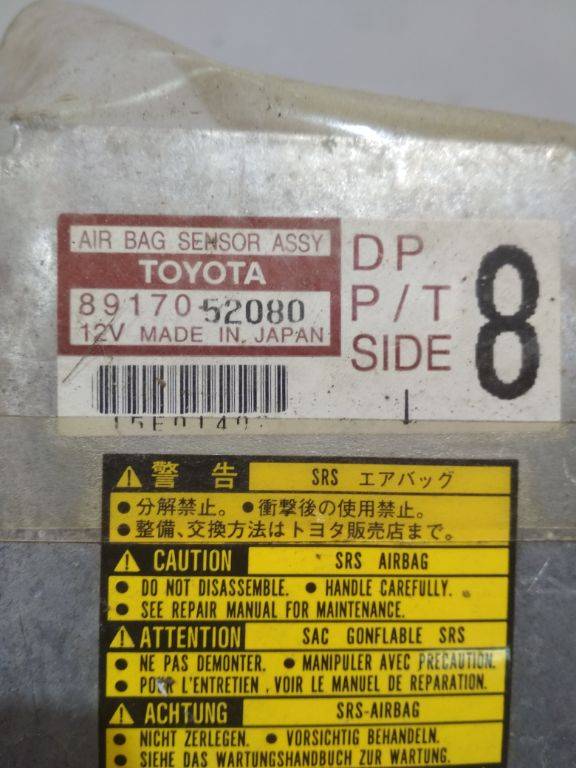 AIR BAG SENSOR ASSY
TOYOTA
89170-52080
12V MADE IN JAPAN
DP
P/T
SIDE
8
警告 SRS エアバッグ
●分解禁止。 ●衝撃後の使用禁止。
●整備、交換方法はトヨタ販売店まで。
CAUTION SRS AIRBAG
● DO NOT DISASSEMBLE. ● HANDLE CAREFULLY.
● SEE REPAIR MANUAL FOR MAINTENANCE.
ATTENTION SAC GONFLABLE SRS
● NE PAS DEMONTER. ● MANIPULER AVEC PRECAUTION.
● POUR L'ENTRETIEN , VOIR LE MANUEL DE REPARATION.
ACHTUNG SRS-AIRBAG
● NICHT ZERLEGEN. ● VORSICHTIG BEHANDELN.
● SIEHE DAS WARTUNGSHANDBUCH ZUR WARTUNG.